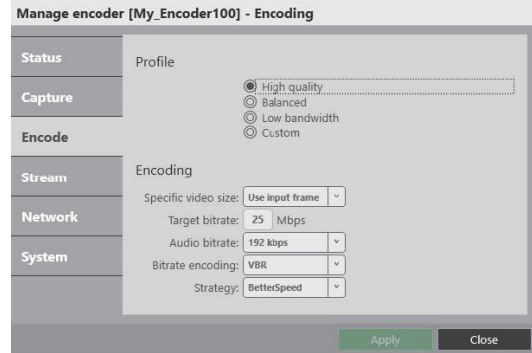 Manage encoder [My_Encoder100] - Encoding
Status
Capture
Encode
Stream
Network
System
Profile
High quality
Balanced
Low bandwidth
Custom
Encoding
Specific video size: Use input frame
Target bitrate: 25 Mbps
Audio bitrate: 192 kbps
Bitrate encoding: VBR
Strategy: BetterSpeed
Apply Close